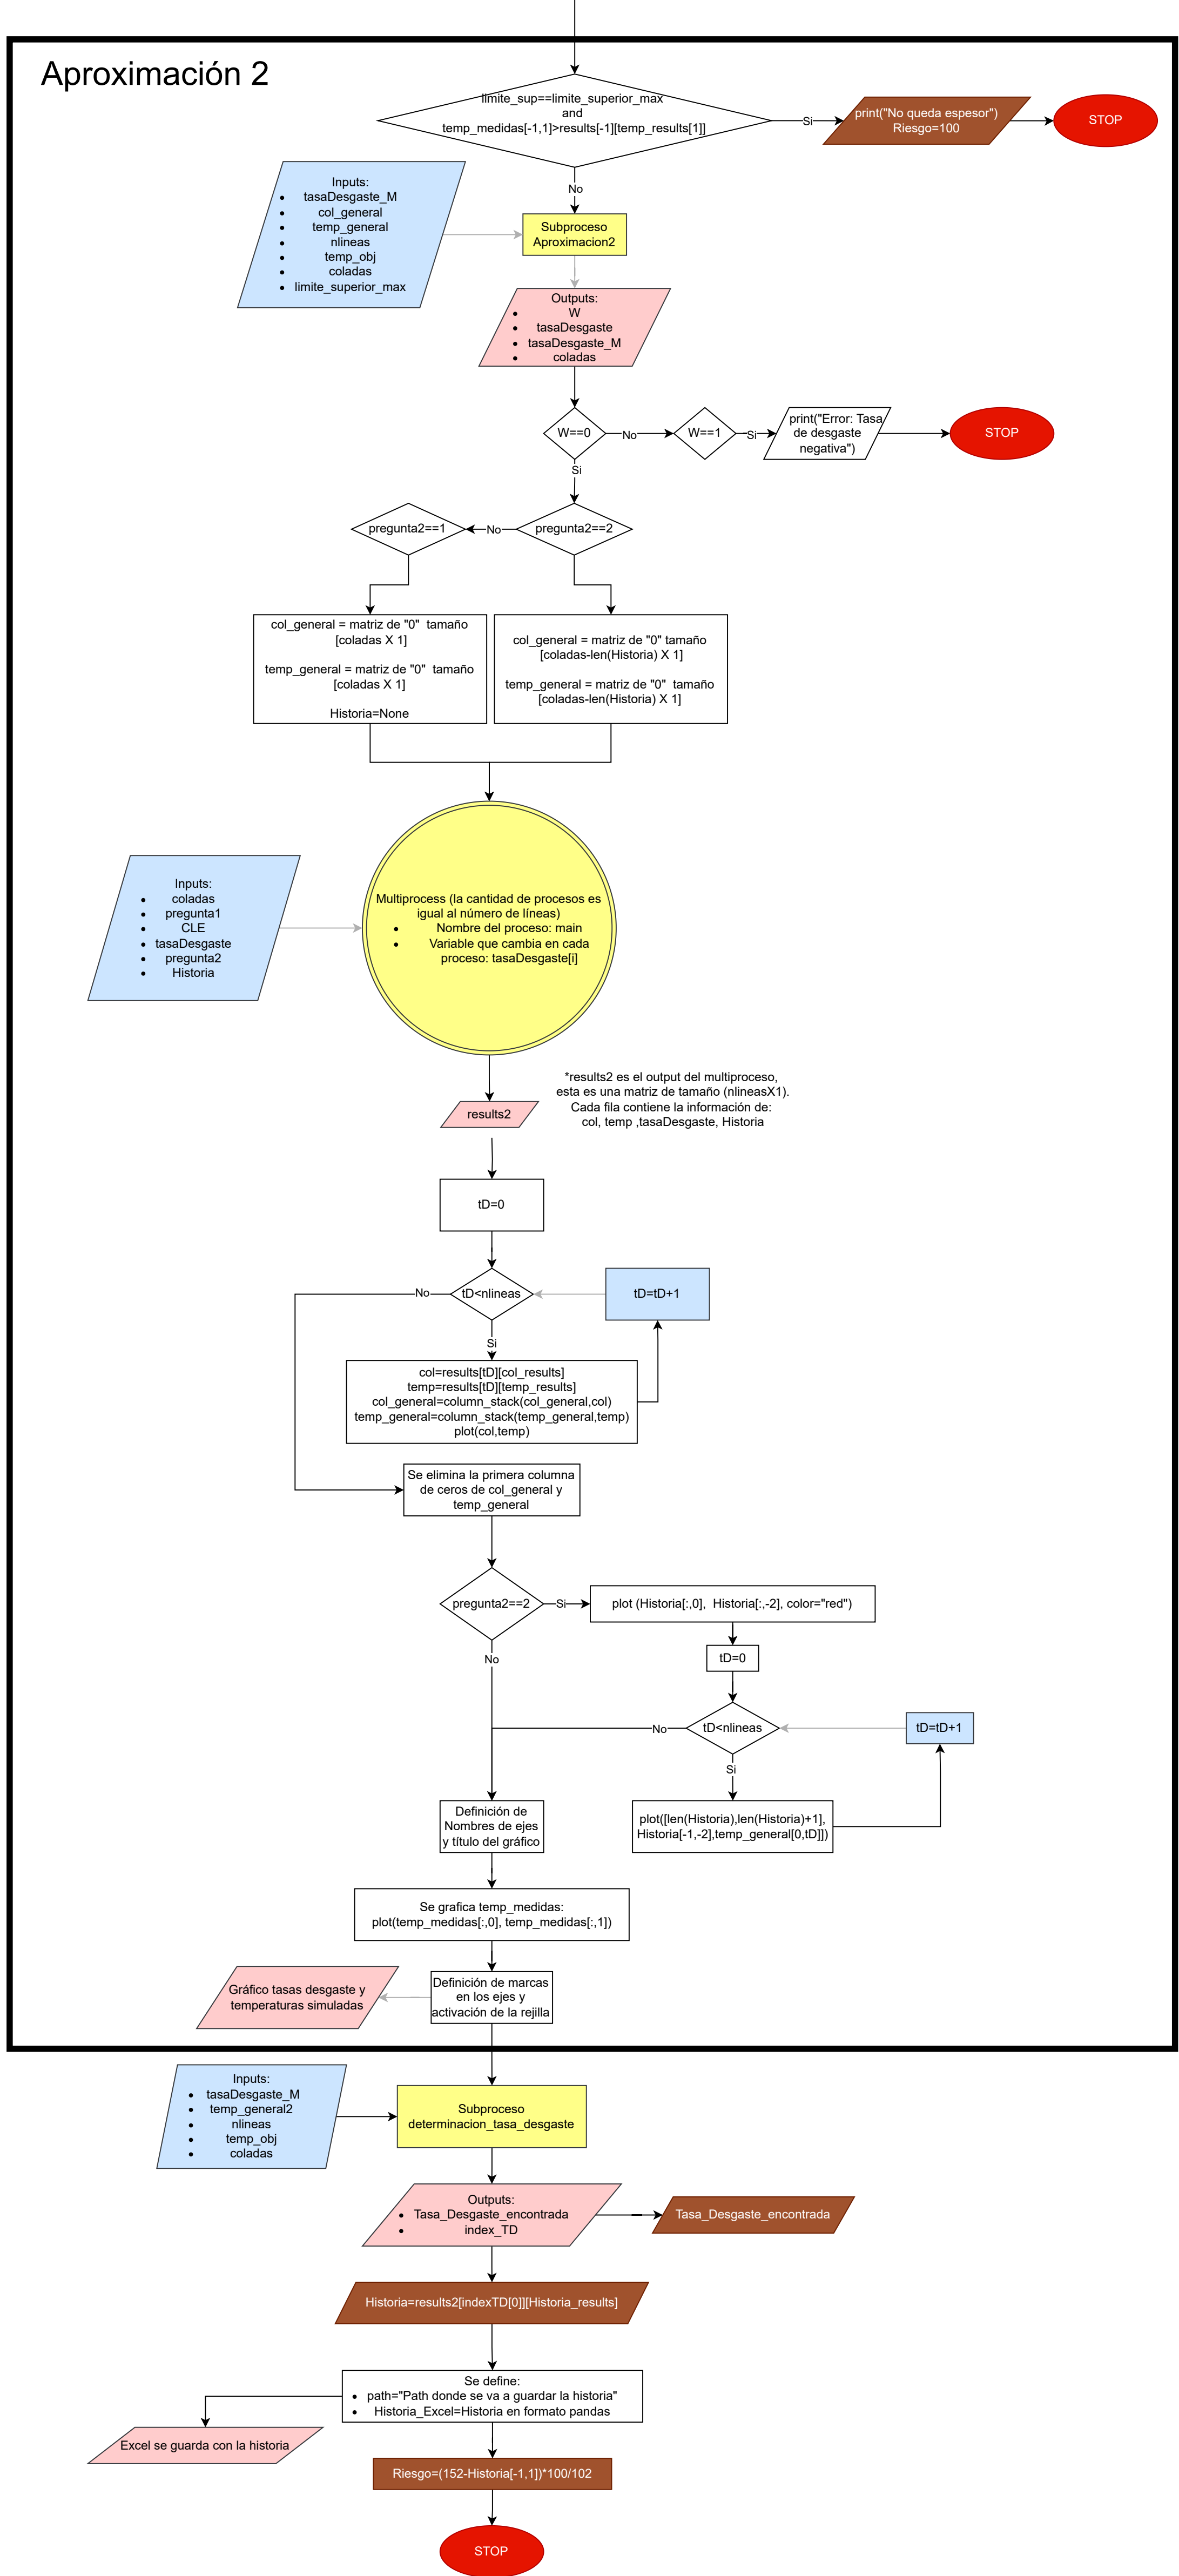 Aproximación 2
limite_sup==limite_superior_max
and
temp_medidas[-1,1]>results[-1][temp_results[1]]
Si
print("No queda espesor")
Riesgo=100
STOP
No
Inputs:
• tasaDesgaste_M
• col_general
• temp_general
• nlineas
• temp_obj
• coladas
• limite_superior_max
Subproceso
Aproximacion2
Outputs:
• W
• tasaDesgaste
• tasaDesgaste_M
• coladas
W==0
No
W==1
Si
print("Error: Tasa
de desgaste
negativa")
STOP
Si
pregunta2==1
No
pregunta2==2
col_general = matriz de "0" tamaño
[coladas X 1]
temp_general = matriz de "0" tamaño
[coladas X 1]
Historia=None
col_general = matriz de "0" tamaño
[coladas-len(Historia) X 1]
temp_general = matriz de "0" tamaño
[coladas-len(Historia) X 1]
Inputs:
• coladas
• pregunta1
• CLE
• tasaDesgaste
• pregunta2
• Historia
Multiprocess (la cantidad de procesos es
igual al número de líneas)
• Nombre del proceso: main
• Variable que cambia en cada
proceso: tasaDesgaste[i]
*results2 es el output del multiproceso,
esta es una matriz de tamaño (nlineasX1).
Cada fila contiene la información de:
col, temp ,tasaDesgaste, Historia
results2
tD=0
No
tD<nlineas
tD=tD+1
Si
col=results[tD][col_results]
temp=results[tD][temp_results]
col_general=column_stack(col_general,col)
temp_general=column_stack(temp_general,temp)
plot(col,temp)
Se elimina la primera columna
de ceros de col_general y
temp_general
pregunta2==2
Si
plot (Historia[:,0], Historia[:,-2], color="red")
No
tD=0
No
tD<nlineas
tD=tD+1
Si
Definición de
Nombres de ejes
y título del gráfico
plot([len(Historia),len(Historia)+1],
Historia[-1,-2],temp_general[0,tD]])
Se grafica temp_medidas:
plot(temp_medidas[:,0], temp_medidas[:,1])
Gráfico tasas desgaste y
temperaturas simuladas
Definición de marcas
en los ejes y
activación de la rejilla
Inputs:
• tasaDesgaste_M
• temp_general2
• nlineas
• temp_obj
• coladas
Subproceso
determinacion_tasa_desgaste
Outputs:
• Tasa_Desgaste_encontrada
• index_TD
Tasa_Desgaste_encontrada
Historia=results2[indexTD[0]][Historia_results]
Se define:
• path="Path donde se va a guardar la historia"
• Historia_Excel=Historia en formato pandas
Excel se guarda con la historia
Riesgo=(152-Historia[-1,1])*100/102
STOP